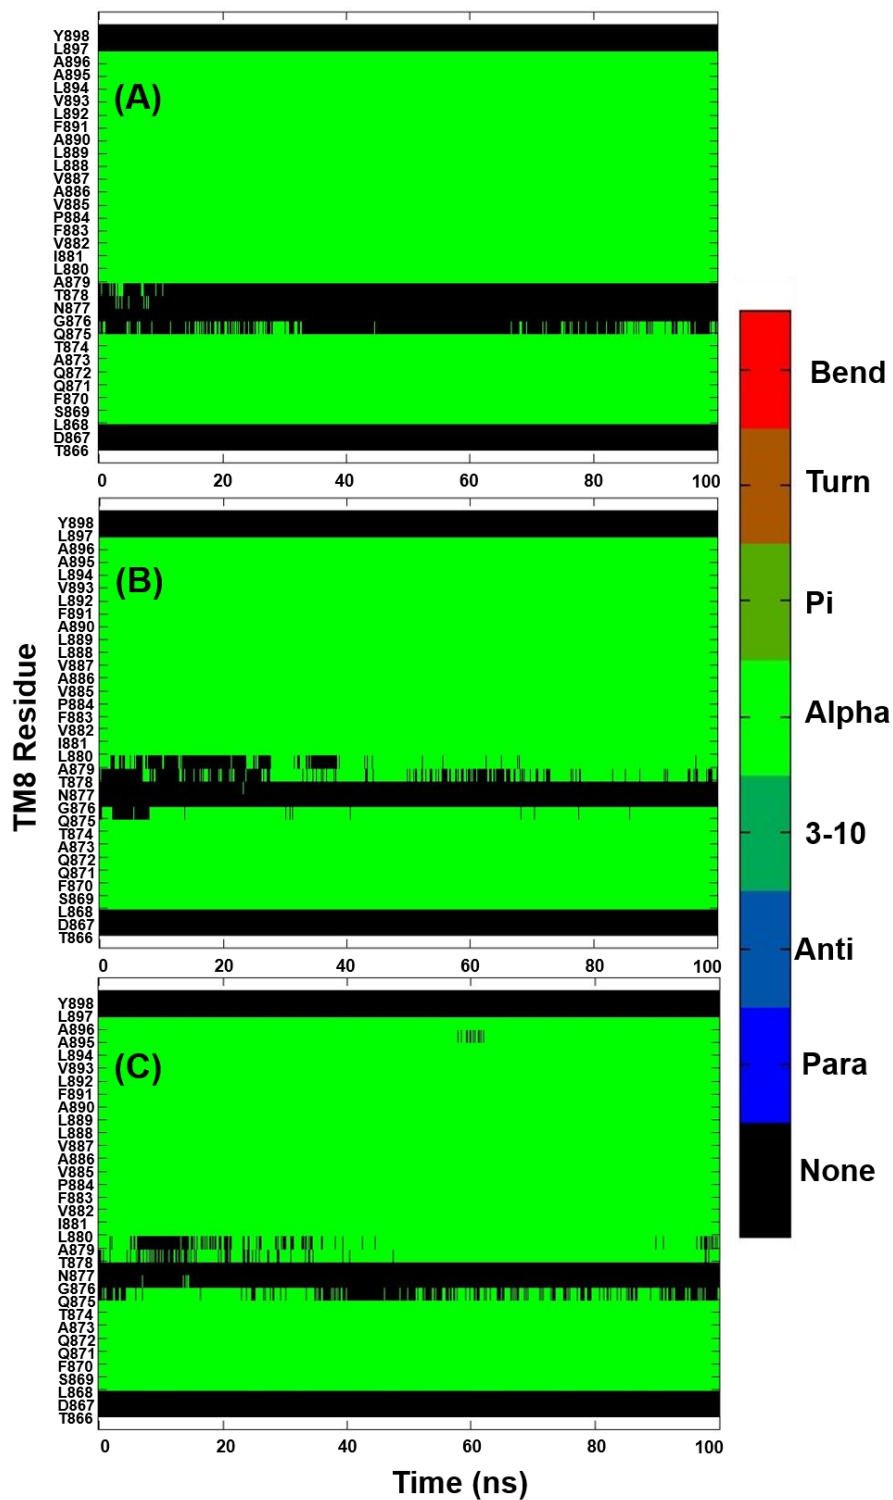 Y898
L897
A896
A895
L894
V893
L892
F891
A890
L889
L888
V887
A886
V885
P884
F883
V882
I881
L880
A879
T878
N877
G876
Q875
T874
A873
Q872
Q871
F870
S869
L868
D867
T866
(A)
0 20 40 60 80 100
Y898
L897
A896
A895
L894
V893
L892
F891
A890
L889
L888
V887
A886
V885
P884
F883
V882
I881
L880
A879
T878
N877
G876
Q875
T874
A873
Q872
Q871
F870
S869
L868
D867
T866
(B)
0 20 40 60 80 100
Y898
L897
A896
A895
L894
V893
L892
F891
A890
L889
L888
V887
A886
V885
P884
F883
V882
I881
L880
A879
T878
N877
G876
Q875
T874
A873
Q872
Q871
F870
S869
L868
D867
T866
(C)
0 20 40 60 80 100
TM8 Residue
Time (ns)
Bend
Turn
Pi
Alpha
3-10
Anti
Para
None